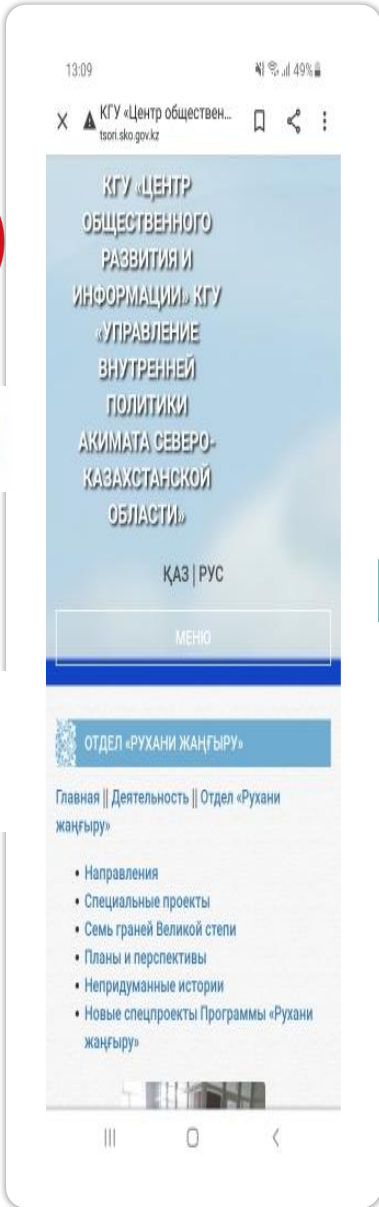 13:09
49%
КГУ «Центр обществен...
tsori.sko.gov.kz
КГУ «ЦЕНТР
ОБЩЕСТВЕННОГО
РАЗВИТИЯ И
ИНФОРМАЦИИ» КГУ
«УПРАВЛЕНИЕ
ВНУТРЕННЕЙ
ПОЛИТИКИ
АКИМАТА СЕВЕРО-
КАЗАХСТАНСКОЙ
ОБЛАСТИ»
ҚАЗ | РУС
МЕНЮ
ОТДЕЛ «РУХАНИ ЖАҢҒЫРУ»
Главная || Деятельность || Отдел «Рухани
жаңғыру»
• Направления
• Специальные проекты
• Семь граней Великой степи
• Планы и перспективы
• Непридуманные истории
• Новые спецпроекты Программы «Рухани
жаңғыру»